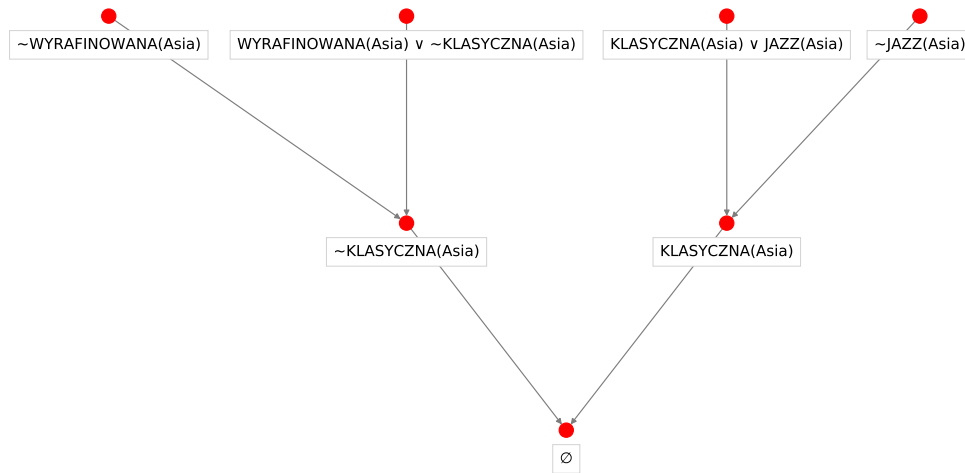 ~WYRAFINOWANA(Asia)
WYRAFINOWANA(Asia) ∨ ~KLASYCZNA(Asia)
KLASYCZNA(Asia) ∨ JAZZ(Asia)
~JAZZ(Asia)
~KLASYCZNA(Asia)
KLASYCZNA(Asia)
∅